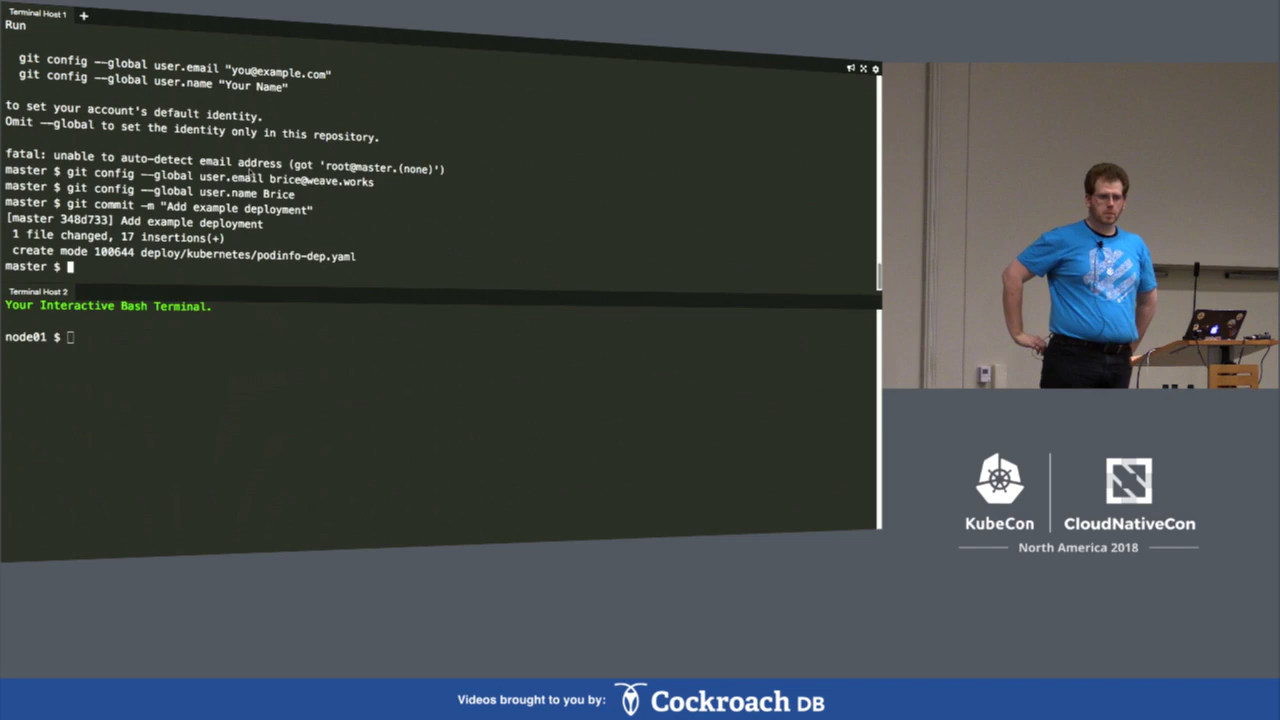 Terminal Host 1 +
Run
git config --global user.email "you@example.com"
git config --global user.name "Your Name"
to set your account's default identity.
Omit --global to set the identity only in this repository.
fatal: unable to auto-detect email address (got 'root@master.(none)')
master $ git config --global user.email brice@weave.works
master $ git config --global user.name Brice
master $ git commit -m "Add example deployment"
[master 348d733] Add example deployment
1 file changed, 17 insertions(+)
create mode 100644 deploy/kubernetes/podinfo-dep.yaml
master $
Terminal Host 2
Your Interactive Bash Terminal.
node01 $
KubeCon
CloudNativeCon
North America 2018
Videos brought to you by: Cockroach DB